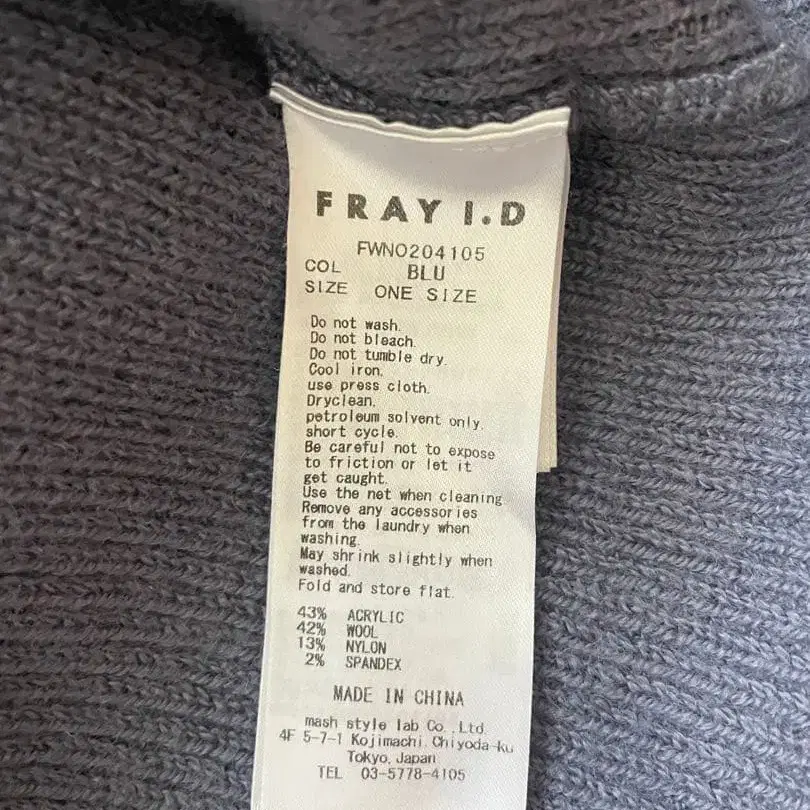 FRAY I.D
FWNO204105
COL BLU
SIZE ONE SIZE
Do not wash.
Do not bleach.
Do not tumble dry.
Cool iron.
use press cloth.
Dryclean.
petroleum solvent only.
short cycle.
Be careful not to expose
to friction or let it
get caught.
Use the net when cleaning
Remove any accessories
from the laundry when
washing.
May shrink slightly when
washed.
Fold and store flat.
43% ACRYLIC
42% WOOL
13% NYLON
2% SPANDEX
MADE IN CHINA
mash style lab Co.,Ltd.
4F 5-7-1 Kojimachi,Chiyoda-ku
Tokyo,Japan
TEL 03-5778-4105